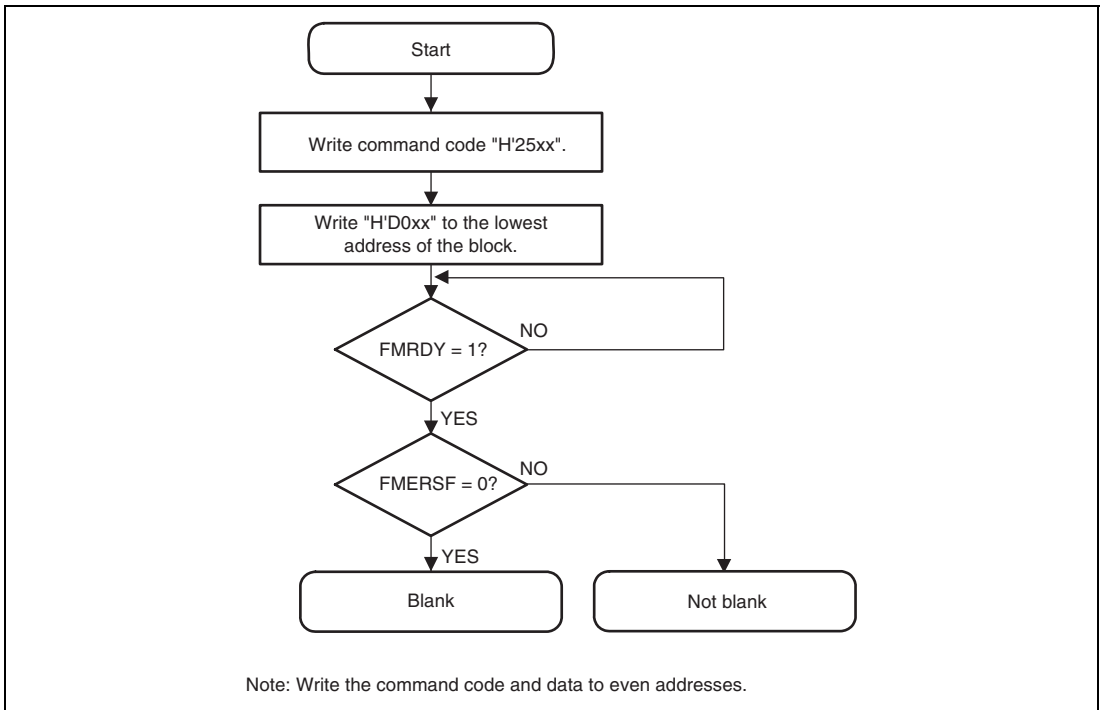 Start
Write command code "H'25xx".
Write "H'D0xx" to the lowest
address of the block.
FMRDY = 1?
NO
YES
FMERSF = 0?
NO
YES
Blank
Not blank
Note: Write the command code and data to even addresses.